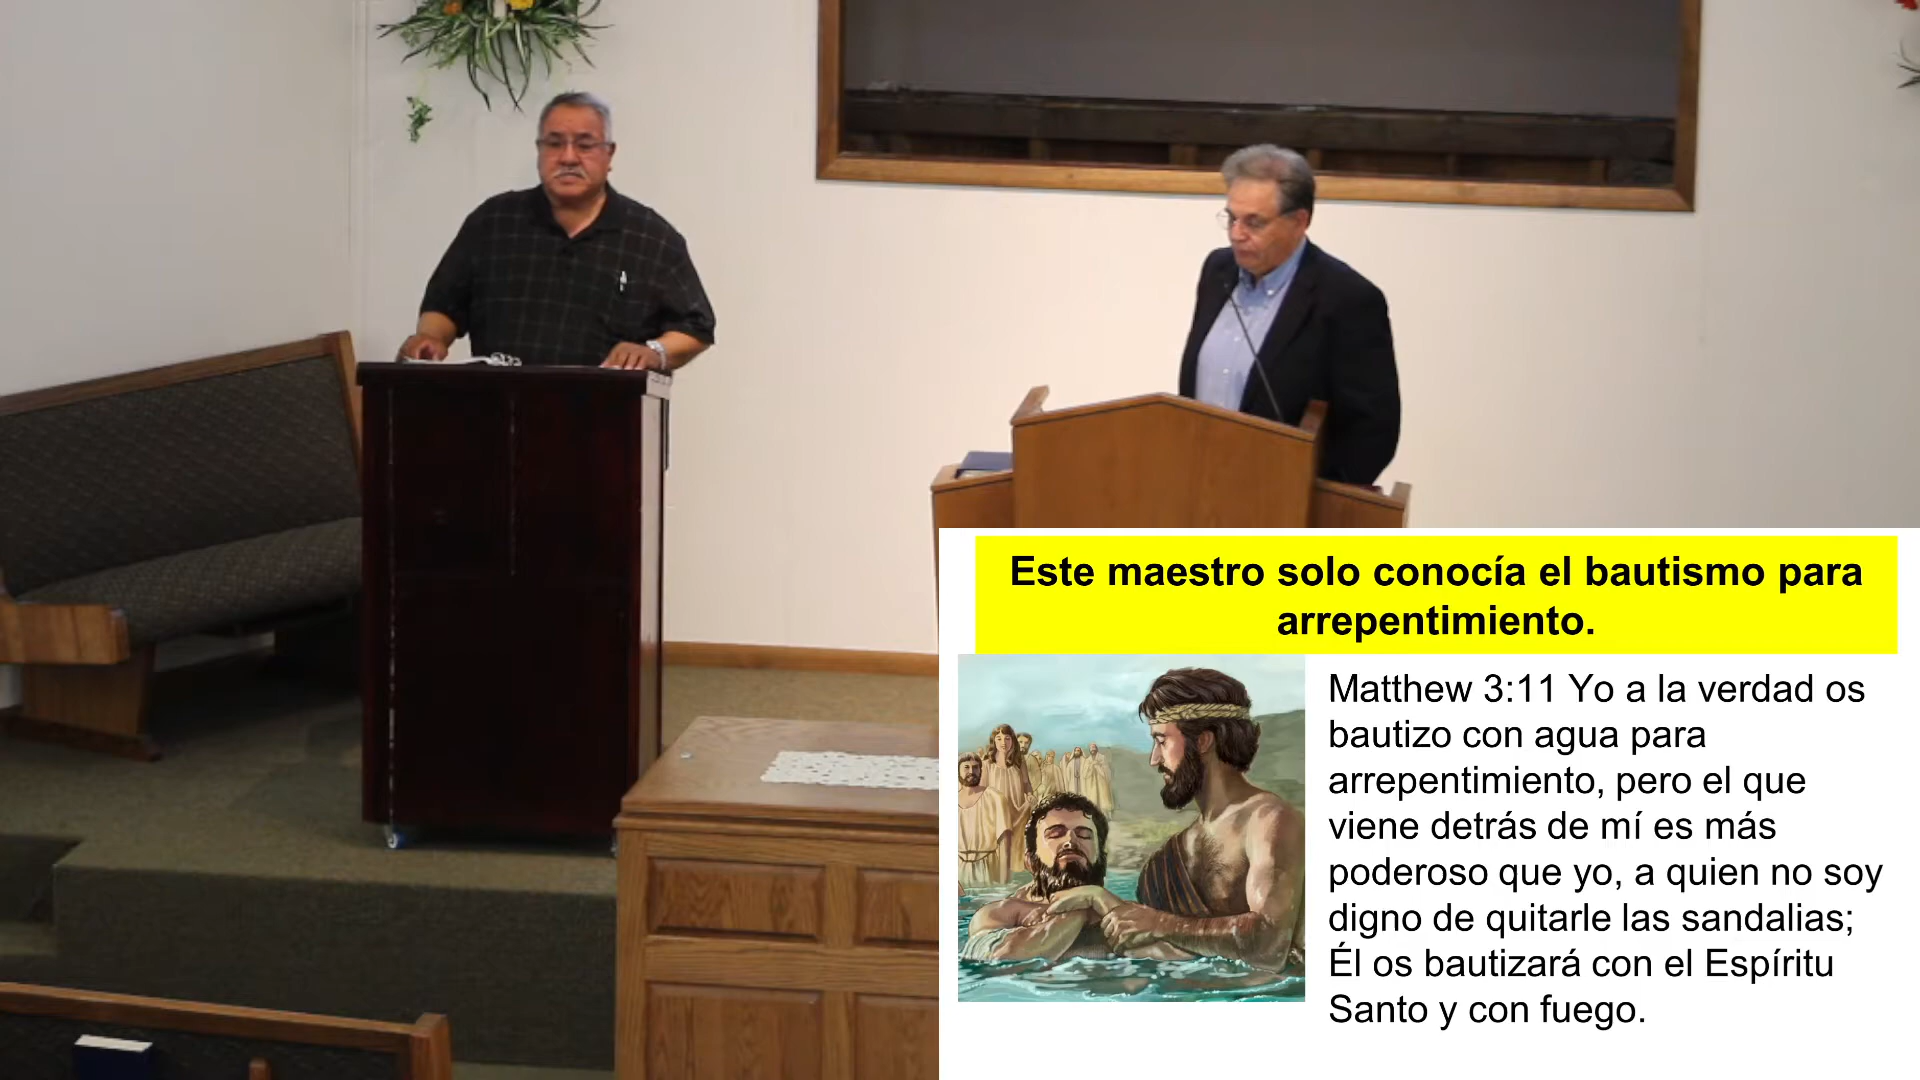 Este maestro solo conocía el bautismo para
arrepentimiento.
Matthew 3:11 Yo a la verdad os
bautizo con agua para
arrepentimiento, pero el que
viene detrás de mí es más
poderoso que yo, a quien no soy
digno de quitarle las sandalias;
Él os bautizará con el Espíritu
Santo y con fuego.